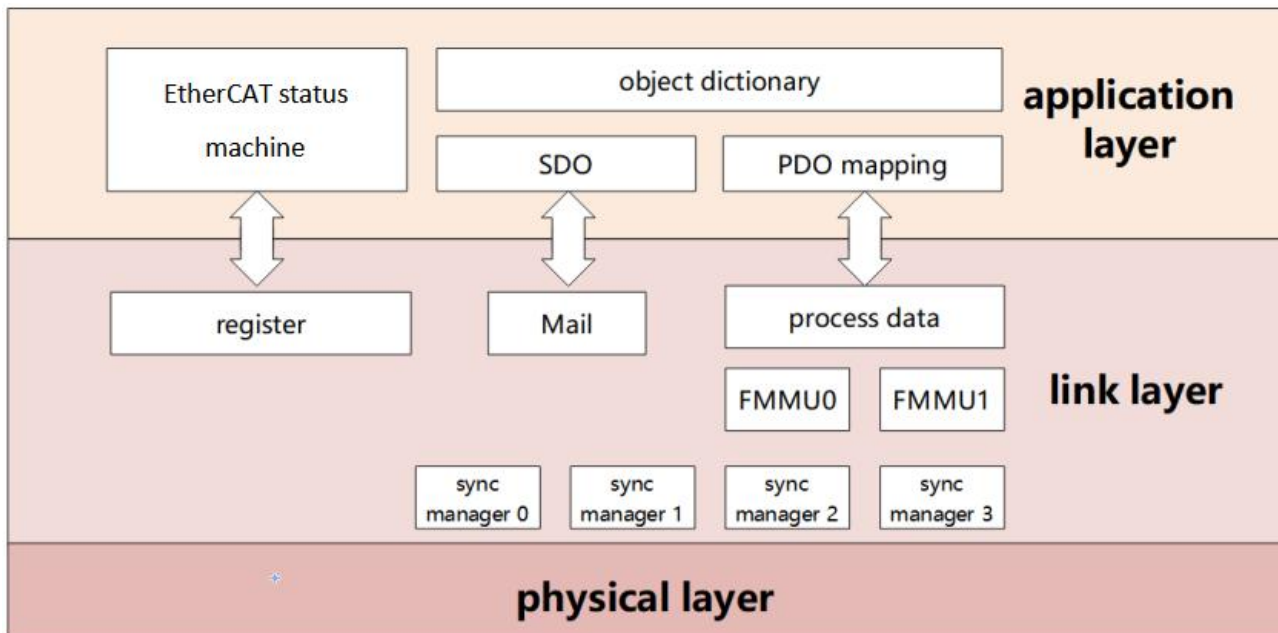 EtherCAT status
machine
object dictionary
SDO
PDO mapping
application
layer
register
Mail
process data
FMMU0
FMMU1
link layer
sync
manager 0
sync
manager 1
sync
manager 2
sync
manager 3
physical layer